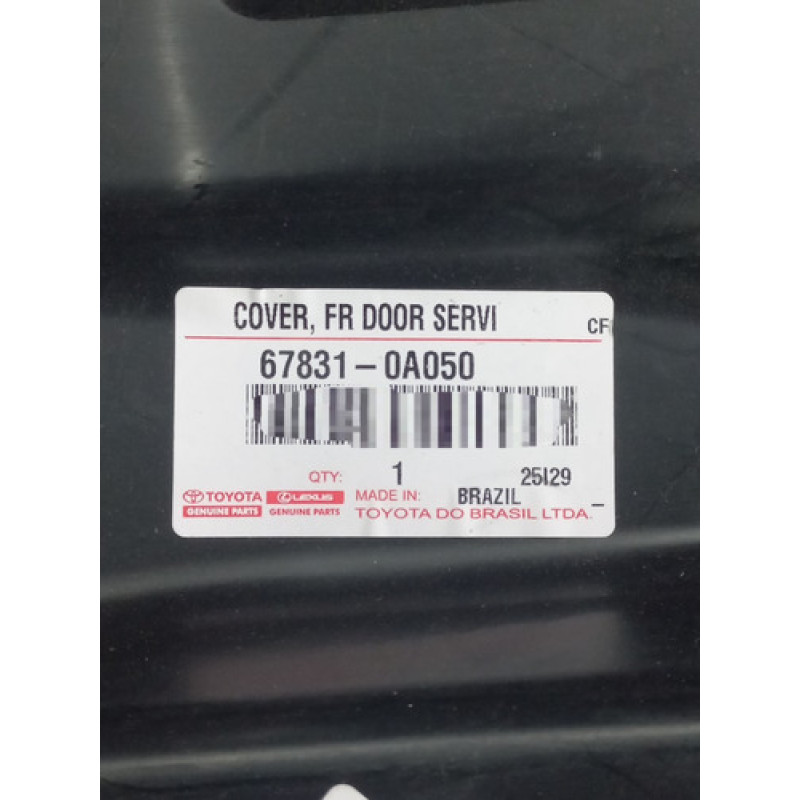 COVER, FR DOOR SERVI
CF
67831-0A050
QTY: 1 25I29
TOYOTA LEXUS MADE IN: BRAZIL _
GENUINE PARTS GENUINE PARTS TOYOTA DO BRASIL LTDA.